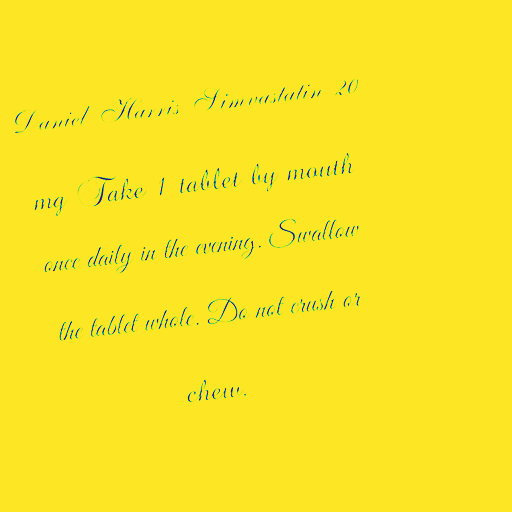 Daniel Harris Simvastatin 20
mg Take 1 tablet by mouth
once daily in the evening. Swallow
the tablet whole. Do not crush or
chew.